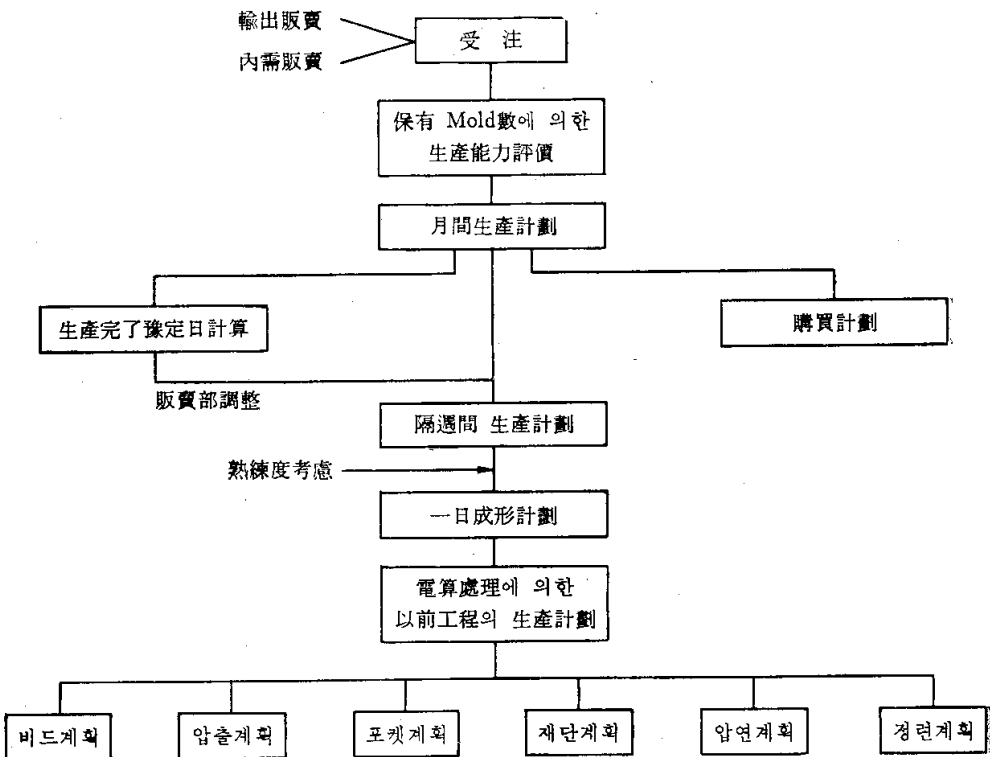 輸出販賣
內需販賣
受 注
保有 Mold數에 의한
生產能力評價
月間生產計劃
生產完了豫定日計算
購買計劃
販賣部調整
隔週間 生產計劃
熟練度考慮
一日成形計劃
電算處理에 의한
以前工程의 生產計劃
비드계획
압출계획
포켓계획
재단계획
압연계획
정련계획